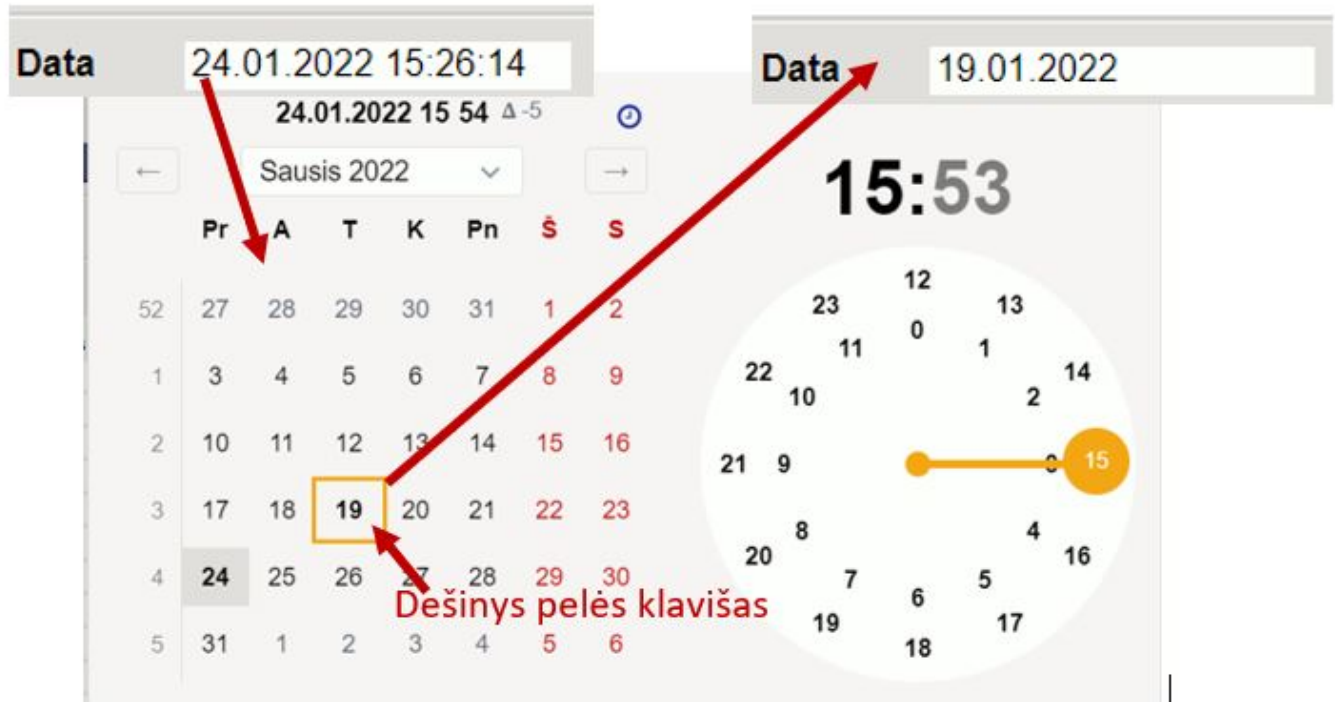 Data 24.01.2022 15:26:14
Data 19.01.2022
24.01.2022 15 54 Δ -5
← Sausis 2022 →
Pr A T K Pn Š S
52 27 28 29 30 31 1 2
1 3 4 5 6 7 8 9
2 10 11 12 13 14 15 16
3 17 18 19 20 21 22 23
4 24 25 26 27 28 29 30
5 31 1 2 3 4 5 6
Dešinys pelės klavišas
15:53
12
23 13
0
11 1
22 14
10 2
21 9 15
8 4
20 16
7 5
6
19 17
18